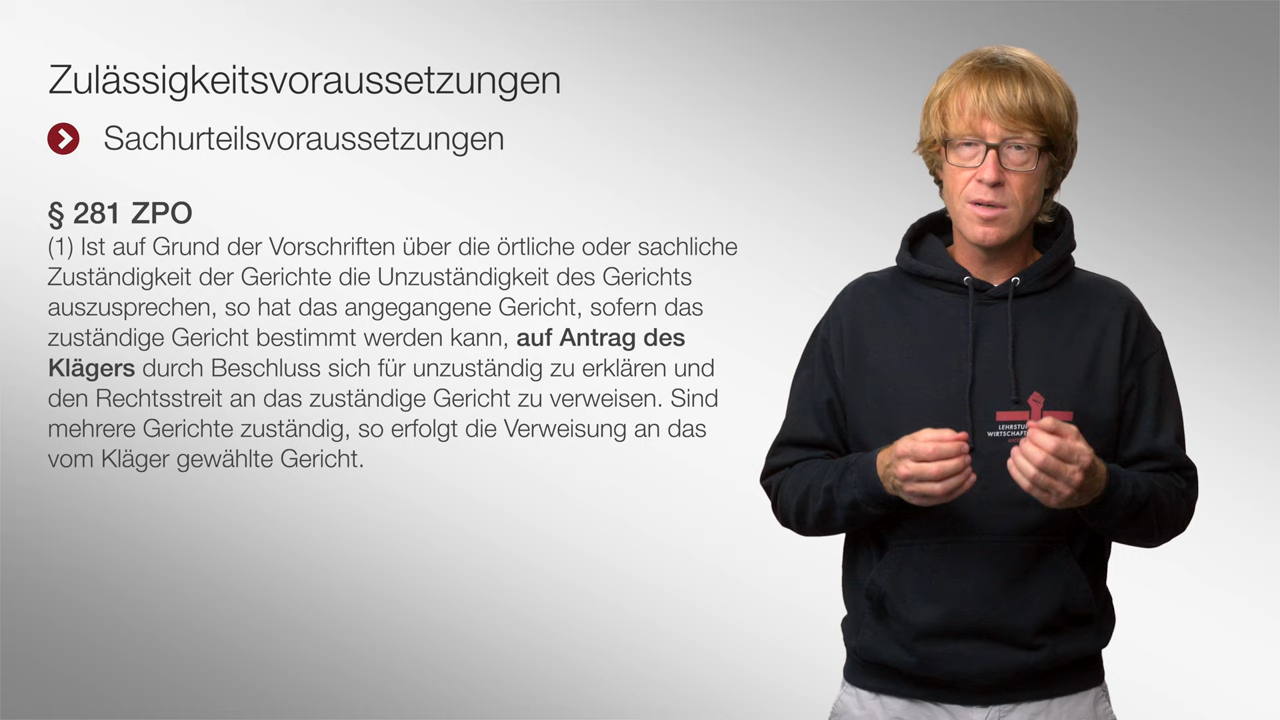 Zulässigkeitsvoraussetzungen
Sachurteilsvoraussetzungen
§ 281 ZPO
(1) Ist auf Grund der Vorschriften über die örtliche oder sachliche
Zuständigkeit der Gerichte die Unzuständigkeit des Gerichts
auszusprechen, so hat das angegangene Gericht, sofern das
zuständige Gericht bestimmt werden kann, auf Antrag des
Klägers durch Beschluss sich für unzuständig zu erklären und
den Rechtsstreit an das zuständige Gericht zu verweisen. Sind
mehrere Gerichte zuständig, so erfolgt die Verweisung an das
vom Kläger gewählte Gericht.